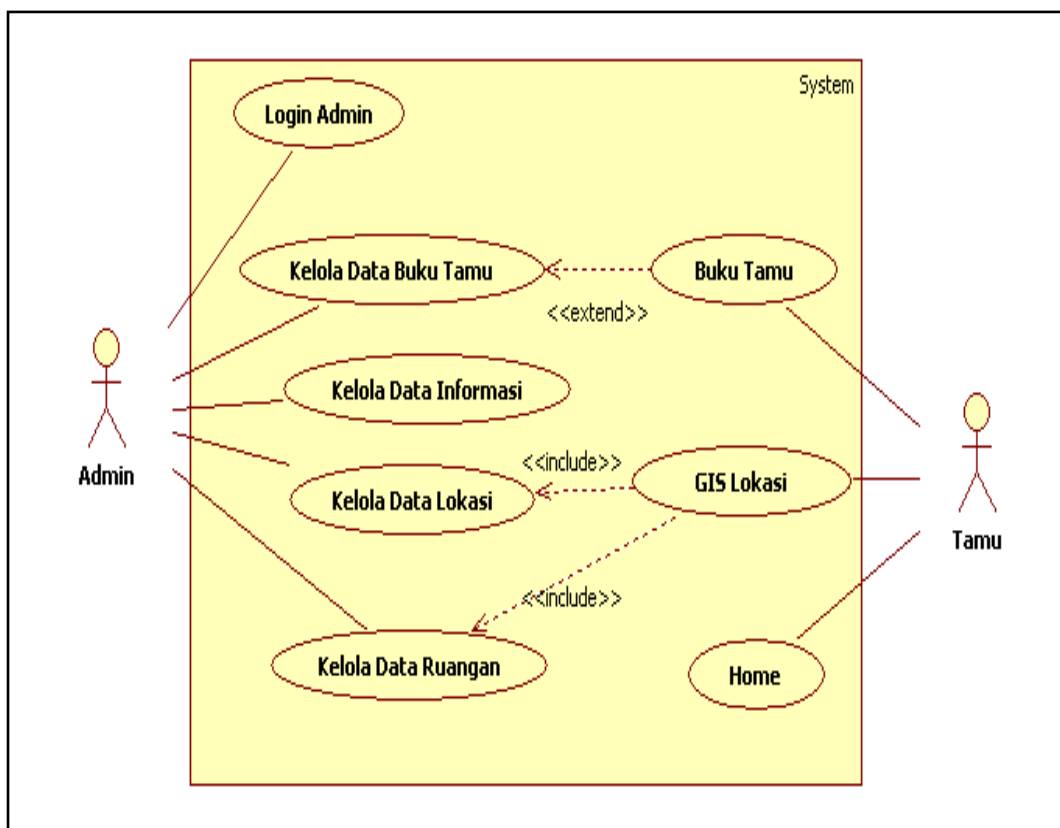 System
Login Admin
Kelola Data Buku Tamu
Buku Tamu
<<extend>>
Kelola Data Informasi
Admin
<<include>>
Kelola Data Lokasi
GIS Lokasi
Tamu
<<include>>
Kelola Data Ruangan
Home